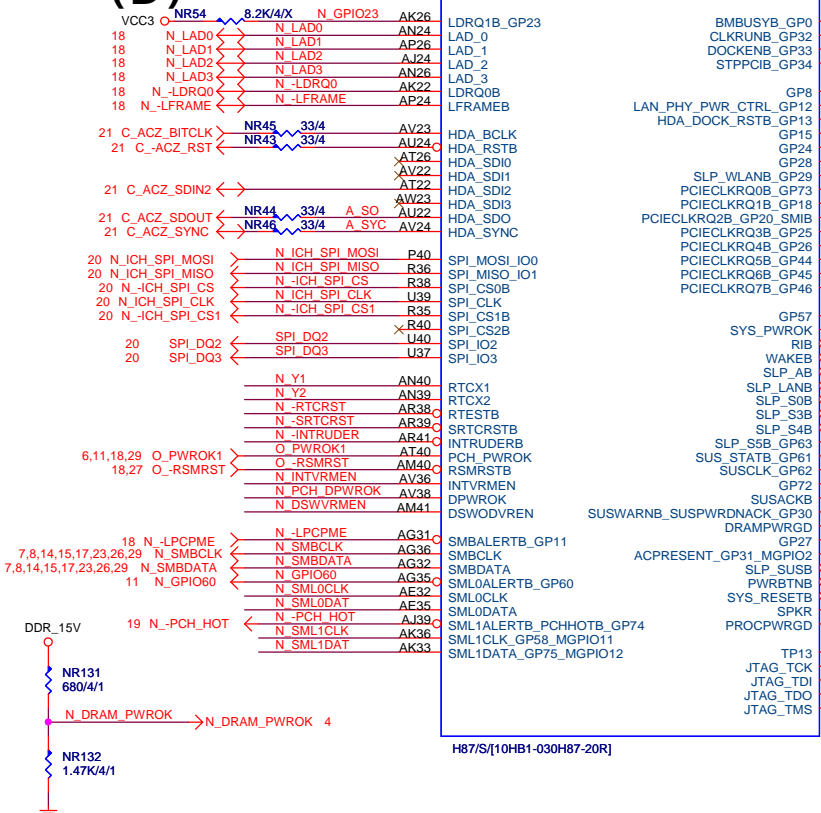 (B)
VCC3 NR54 8.2K/4/X N_GPIO23 AK26 LDRQ1B_GP23 BMBUSYB_GP0
18 N_LAD0 N_LAD0 AN24 LAD_0 CLKRUNB_GP32
18 N_LAD1 N_LAD1 AP26 LAD_1 DOCKENB_GP33
18 N_LAD2 N_LAD2 AJ24 LAD_2 STPPCIB_GP34
18 N_LAD3 N_LAD3 AN26 LAD_3
18 N_-LDRQ0 N_-LDRQ0 AK22 LDRQ0B GP8
18 N_-LFRAME N_-LFRAME AP24 LFRAMEB LAN_PHY_PWR_CTRL_GP12
HDA_DOCK_RSTB_GP13
21 C_ACZ_BITCLK NR45 33/4 AV23 HDA_BCLK GP15
21 C_-ACZ_RST NR43 33/4 AU24 HDA_RSTB GP24
AT26 HDA_SDI0 GP28
AV22 HDA_SDI1 SLP_WLANB_GP29
21 C_ACZ_SDIN2 AT22 HDA_SDI2 PCIECLKRQ0B_GP73
AW23 HDA_SDI3 PCIECLKRQ1B_GP18
21 C_ACZ_SDOUT NR44 33/4 A_SO AU22 HDA_SDO PCIECLKRQ2B_GP20_SMIB
21 C_ACZ_SYNC NR46 33/4 A_SYC AV24 HDA_SYNC PCIECLKRQ3B_GP25
PCIECLKRQ4B_GP26
20 N_ICH_SPI_MOSI N_ICH_SPI_MOSI P40 SPI_MOSI_IO0 PCIECLKRQ5B_GP44
20 N_ICH_SPI_MISO N_ICH_SPI_MISO R36 SPI_MISO_IO1 PCIECLKRQ6B_GP45
20 N_-ICH_SPI_CS N_-ICH_SPI_CS R38 SPI_CS0B PCIECLKRQ7B_GP46
20 N_ICH_SPI_CLK N_ICH_SPI_CLK U39 SPI_CLK
20 N_-ICH_SPI_CS1 N_-ICH_SPI_CS1 R35 SPI_CS1B GP57
R40 SPI_CS2B SYS_PWROK
20 SPI_DQ2 SPI_DQ2 U40 SPI_IO2 RIB
20 SPI_DQ3 SPI_DQ3 U37 SPI_IO3 WAKEB
SLP_AB
N_Y1 AN40 RTCX1 SLP_LANB
N_Y2 AN39 RTCX2 SLP_S0B
N_-RTCRST AR38 RTESTB SLP_S3B
N_-SRTCRST AR39 SRTCRSTB SLP_S4B
N_-INTRUDER AR41 INTRUDERB SLP_S5B_GP63
6,11,18,29 O_PWROK1 O_PWROK1 AT40 PCH_PWROK SUS_STATB_GP61
18,27 O_-RSMRST O_-RSMRST AM40 RSMRSTB SUSCLK_GP62
N_INTVRMEN AV36 INTVRMEN GP72
N_PCH_DPWROK AV38 DPWROK SUSACKB
N_DSWVRMEN AM41 DSWODVREN SUSWARNB_SUSPWRDNACK_GP30
DRAMPWRGD
18 N_-LPCPME N_-LPCPME AG31 SMBALERTB_GP11 GP27
7,8,14,15,17,23,26,29 N_SMBCLK N_SMBCLK AG36 SMBCLK ACPRESENT_GP31_MGPIO2
7,8,14,15,17,23,26,29 N_SMBDATA N_SMBDATA AG32 SMBDATA SLP_SUSB
11 N_GPIO60 N_GPIO60 AG35 SML0ALERTB_GP60 PWRBTNB
N_SML0CLK AE32 SML0CLK SYS_RESETB
N_SML0DAT AE35 SML0DATA SPKR
19 N_-PCH_HOT N_-PCH_HOT AJ39 SML1ALERTB_PCHHOTB_GP74 PROCPWRGD
N_SML1CLK AK36 SML1CLK_GP58_MGPIO11
N_SML1DAT AK33 SML1DATA_GP75_MGPIO12 TP13
JTAG_TCK
JTAG_TDI
JTAG_TDO
JTAG_TMS
DDR_15V
NR131
680/4/1
N_DRAM_PWROK N_DRAM_PWROK 4
NR132
1.47K/4/1
H87/S/[10HB1-030H87-20R]